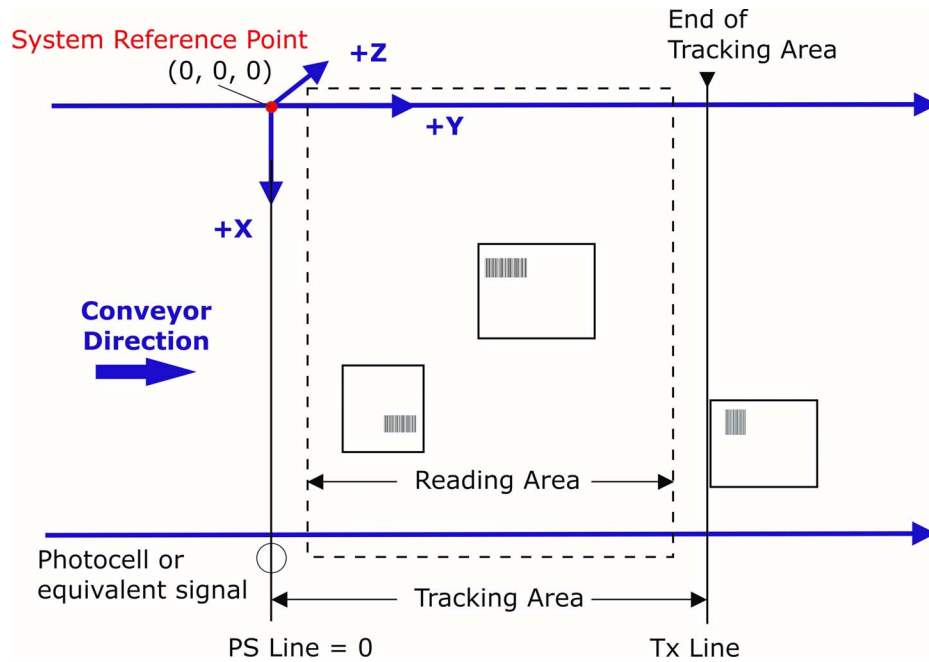 End of
Tracking Area
System Reference Point
(0, 0, 0)
+Z
+Y
+X
Conveyor
Direction
Reading Area
Photocell or
equivalent signal
Tracking Area
PS Line = 0
Tx Line